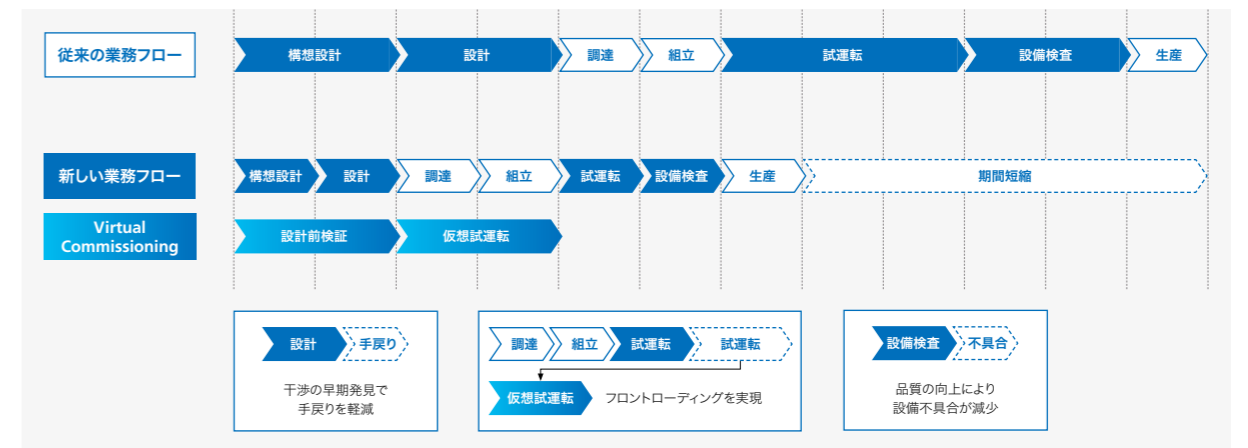 従来の業務フロー
構想設計
設計
調達
組立
試運転
設備検査
生産
新しい業務フロー
構想設計
設計
調達
組立
試運転
設備検査
生産
期間短縮
Virtual
Commissioning
設計前検証
仮想試運転
設計
手戻り
干渉の早期発見で
手戻りを軽減
調達
組立
試運転
試運転
仮想試運転
フロントローディングを実現
設備検査
不具合
品質の向上により
設備不具合が減少